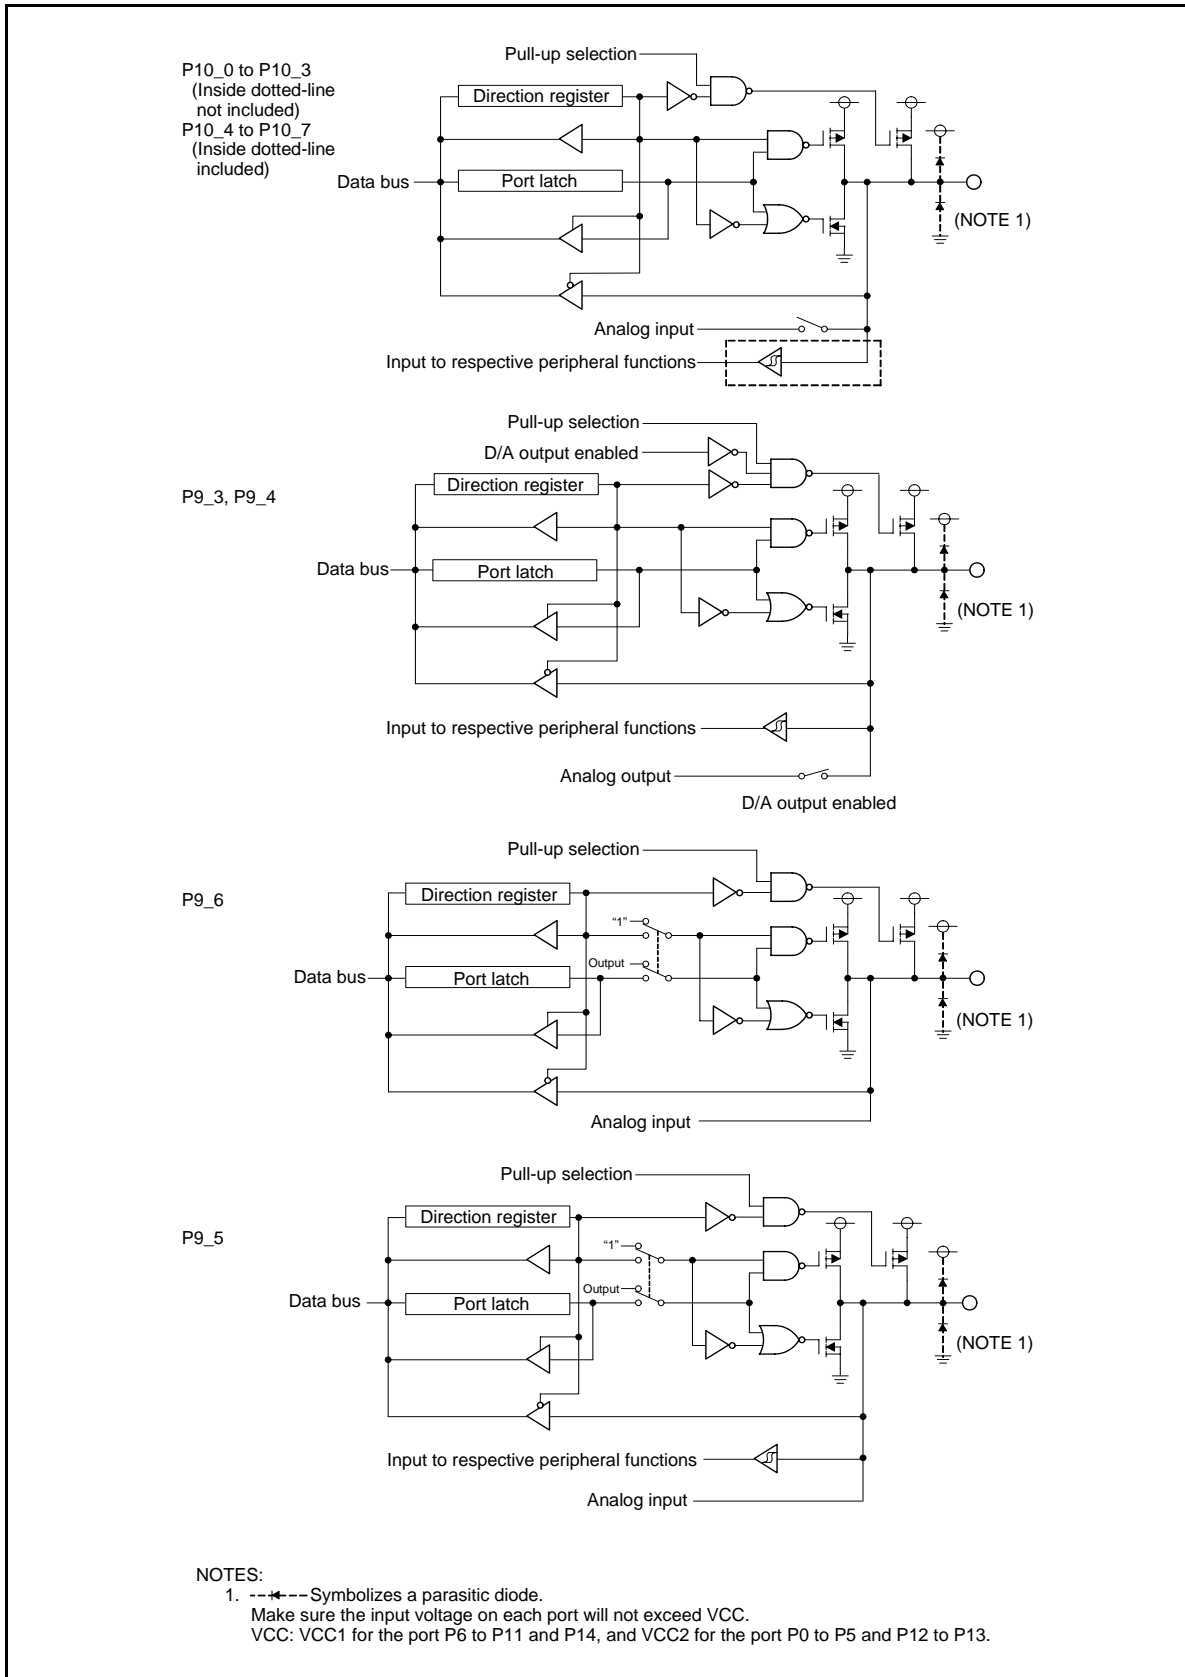 Pull-up selection
P10_0 to P10_3
(Inside dotted-line
not included)
P10_4 to P10_7
(Inside dotted-line
included)
Direction register
Data bus
Port latch
(NOTE 1)
Analog input
Input to respective peripheral functions
Pull-up selection
D/A output enabled
Direction register
P9_3, P9_4
Data bus
Port latch
(NOTE 1)
Input to respective peripheral functions
Analog output
D/A output enabled
Pull-up selection
Direction register
P9_6
“1”
Output
Data bus
Port latch
(NOTE 1)
Analog input
Pull-up selection
Direction register
P9_5
“1”
Output
Data bus
Port latch
(NOTE 1)
Input to respective peripheral functions
Analog input
NOTES:
1. Symbolizes a parasitic diode.
Make sure the input voltage on each port will not exceed VCC.
VCC: VCC1 for the port P6 to P11 and P14, and VCC2 for the port P0 to P5 and P12 to P13.